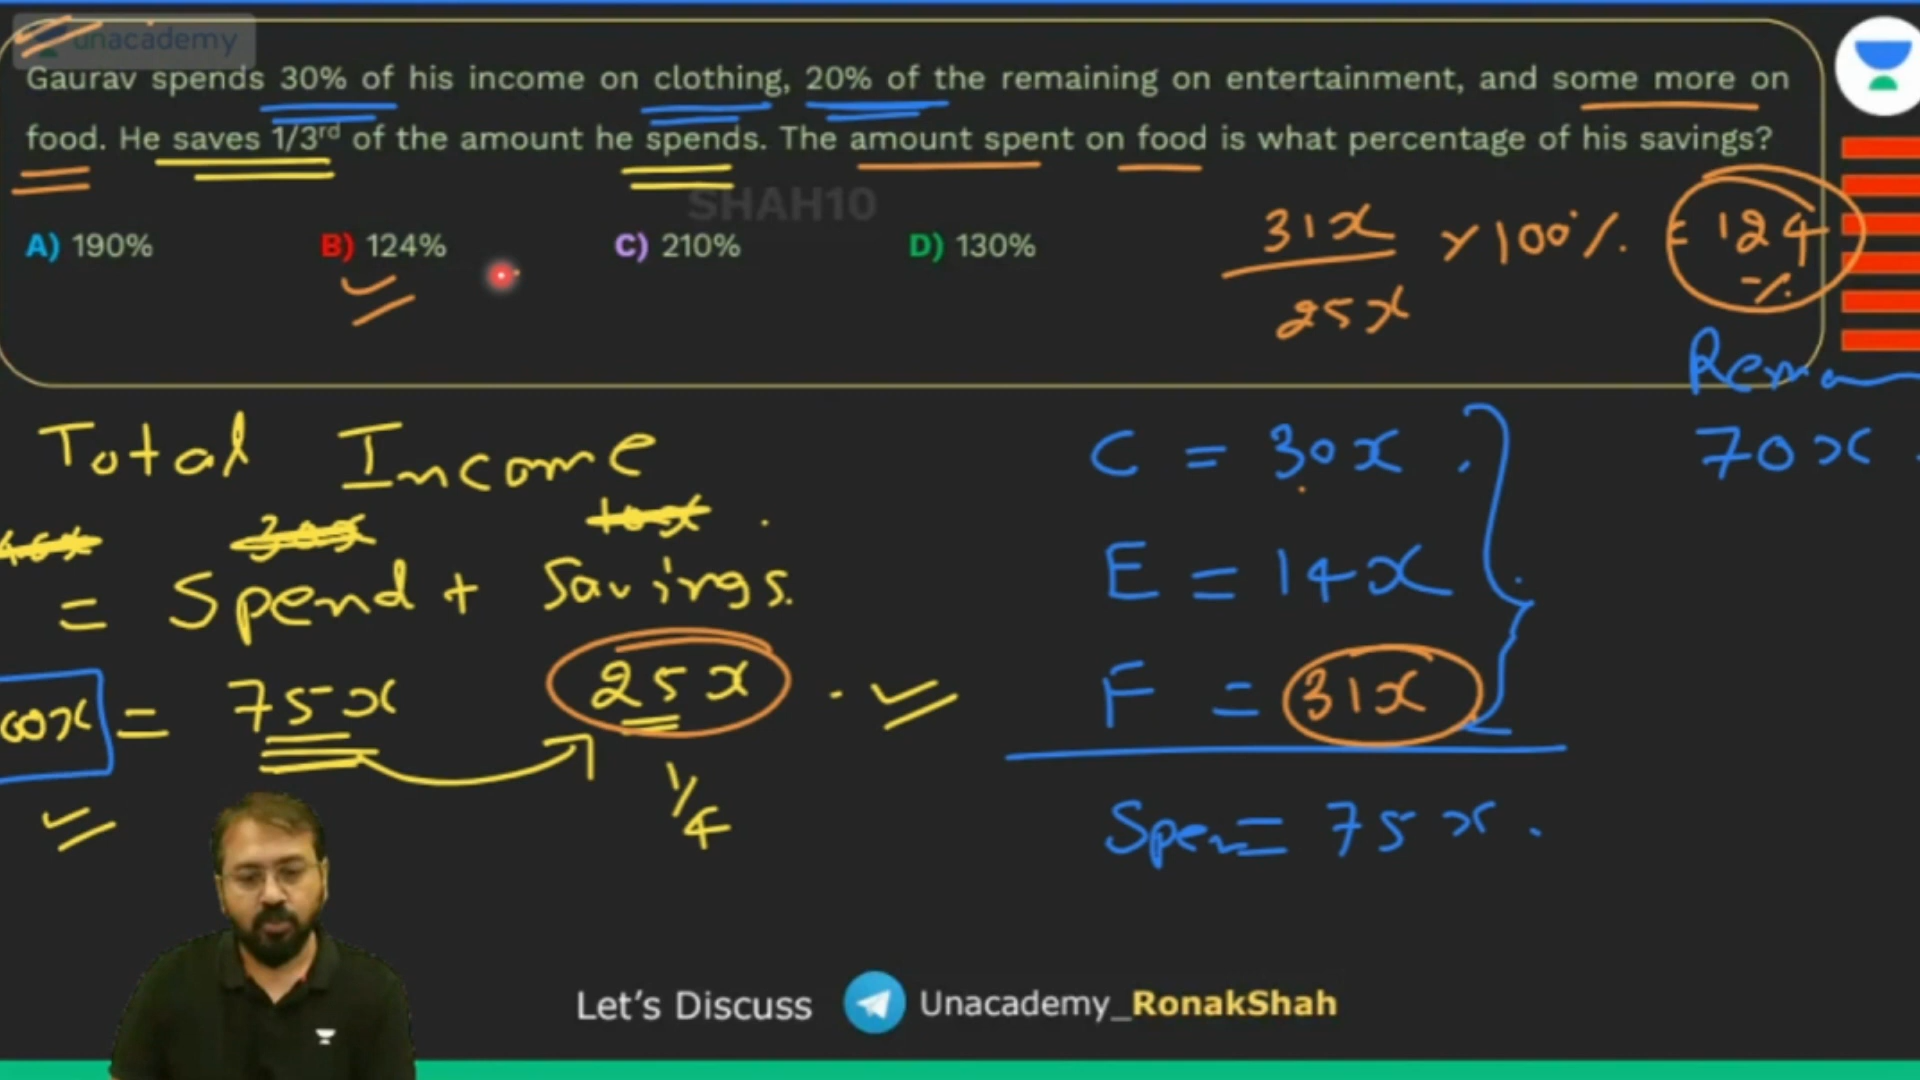 unacademy
Gaurav spends 30% of his income on clothing, 20% of the remaining on entertainment, and some more on
food. He saves 1/3rd of the amount he spends. The amount spent on food is what percentage of his savings?
SHAH10
A) 190% B) 124% C) 210% D) 130%
31x / 25x × 100% = 124 %
Total Income
= Spend + Savings.
00x = 75x 25x
1/4
Rem
70x
C = 30x
E = 14x
F = 31x
Spen = 75x.
Let's Discuss Unacademy_RonakShah